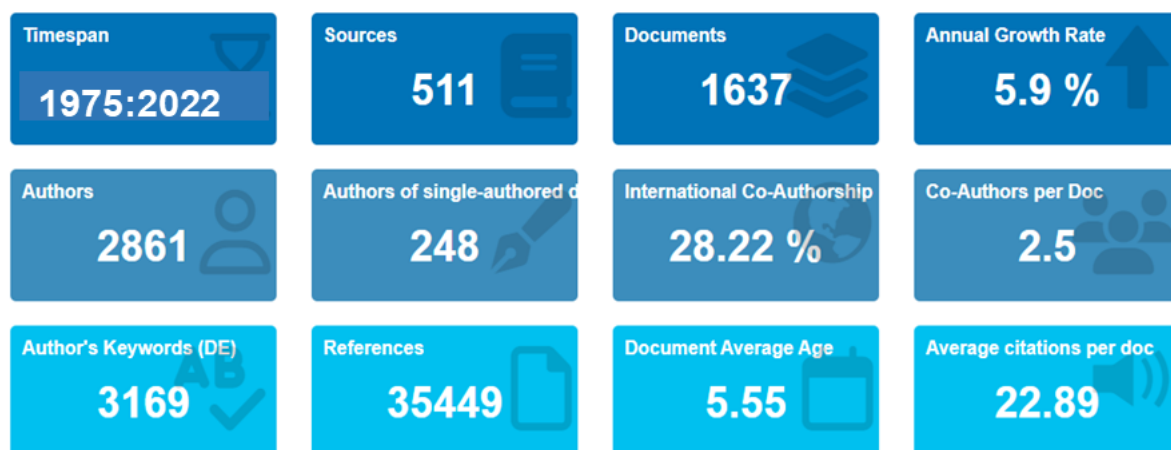 Timespan
1975:2022
Sources
511
Documents
1637
Annual Growth Rate
5.9 %
Authors
2861
Authors of single-authored d
248
International Co-Authorship
28.22 %
Co-Authors per Doc
2.5
Author's Keywords (DE)
AB
3169
References
35449
Document Average Age
5.55
Average citations per doc
22.89